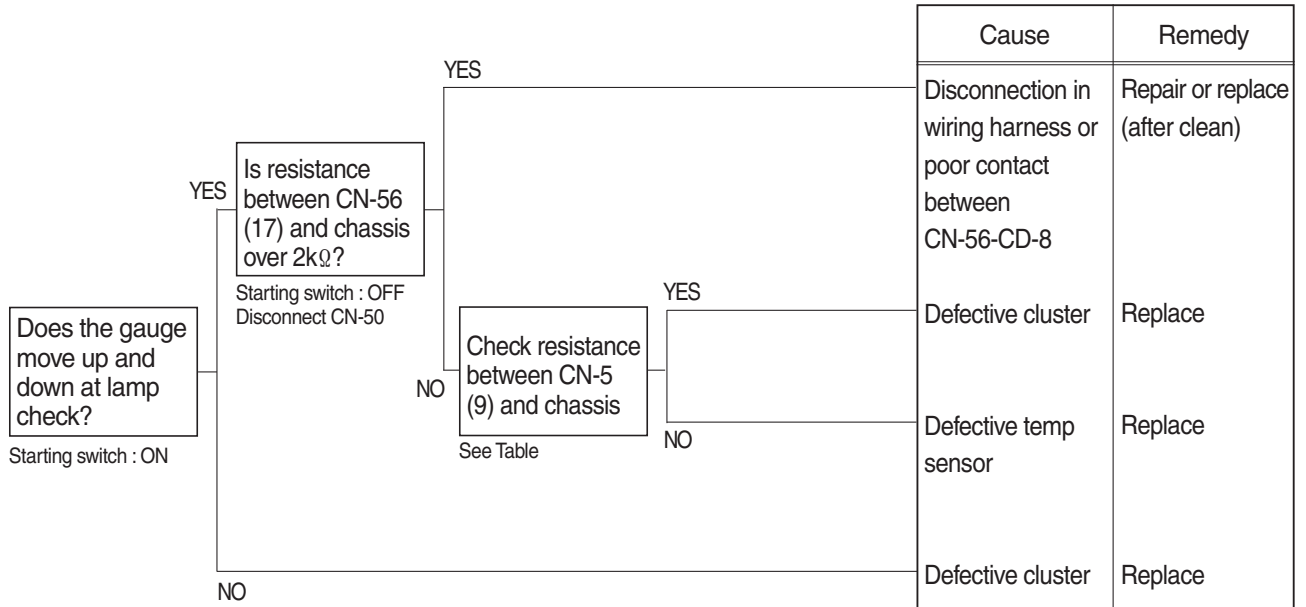 Cause
Remedy
YES
Disconnection in
wiring harness or
poor contact
between
CN-56-CD-8
Repair or replace
(after clean)
YES
Is resistance
between CN-56
(17) and chassis
over 2kΩ?
Starting switch : OFF
Disconnect CN-50
YES
Defective cluster
Replace
Does the gauge
move up and
down at lamp
check?
Starting switch : ON
NO
Check resistance
between CN-5
(9) and chassis
See Table
NO
Defective temp
sensor
Replace
NO
Defective cluster
Replace